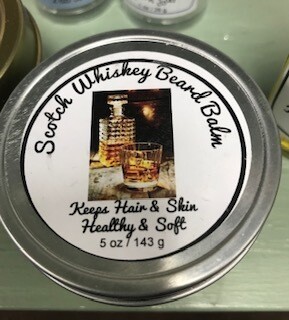 Scotch Whiskey Beard Balm
Keeps Hair & Skin
Healthy & Soft
5 oz / 143 g